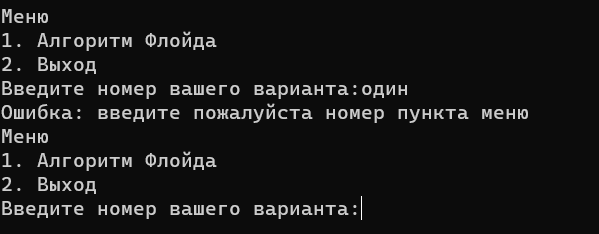 Меню
1. Алгоритм Флойда
2. Выход
Введите номер вашего варианта:один
Ошибка: введите пожалуйста номер пункта меню
Меню
1. Алгоритм Флойда
2. Выход
Введите номер вашего варианта: